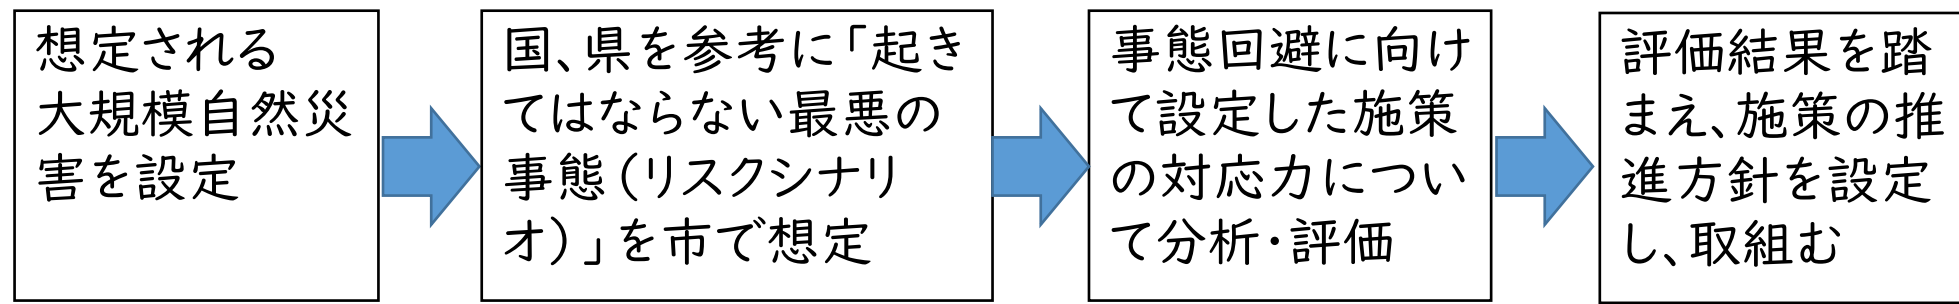 想定される
大規模自然災
害を設定
国、県を参考に「起き
てはならない最悪の
事態（リスクシナリ
オ）」を市で想定
事態回避に向け
て設定した施策
の対応力につい
て分析・評価
評価結果を踏
まえ、施策の推
進方針を設定
し、取組む